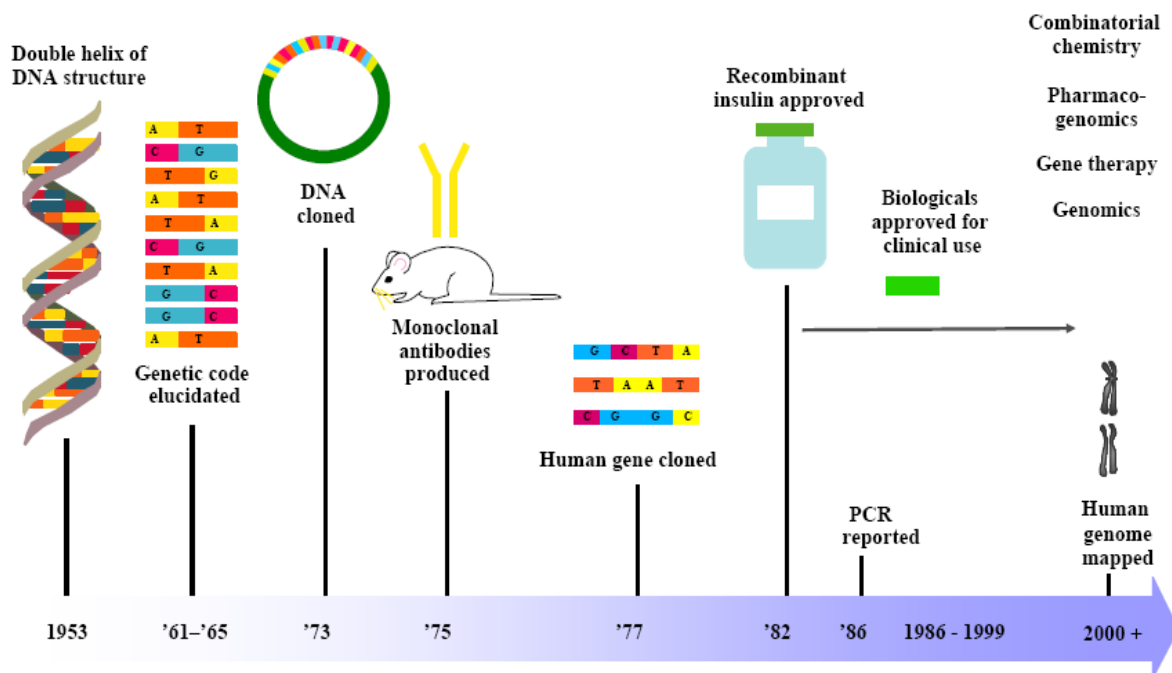 Double helix of
DNA structure
A T
C G
T G
A T
T A
C G
T A
G C
G C
A T
Genetic code
elucidated
DNA
cloned
Monoclonal
antibodies
produced
G C T A
T A A T
C G G C
Human gene cloned
Recombinant
insulin approved
Biologicals
approved for
clinical use
PCR
reported
Combinatorial
chemistry
Pharmaco-
genomics
Gene therapy
Genomics
Human
genome
mapped
1953
’61–’65
’73
’75
’77
’82
’86
1986 - 1999
2000 +